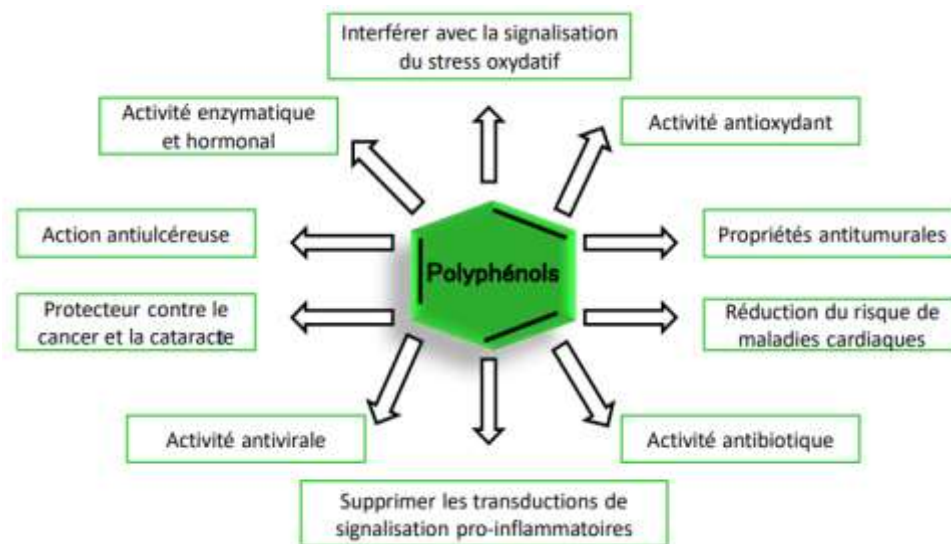 Interférer avec la signalisation
du stress oxydatif
Activité enzymatique
et hormonal
Activité antioxydant
Action antiulcéreuse
Polyphénols
Propriétés antitumurales
Protecteur contre le
cancer et la cataracte
Réduction du risque de
maladies cardiaques
Activité antivirale
Activité antibiotique
Supprimer les transductions de
signalisation pro-inflammatoires